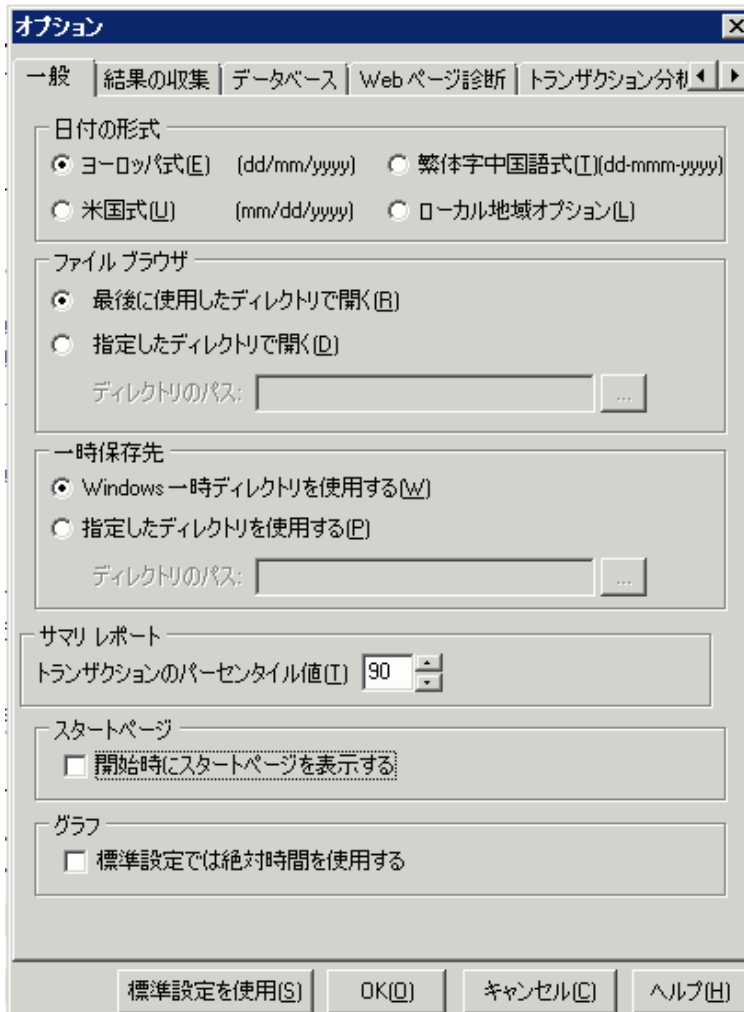 オプション
一般 結果の収集 データベース Webページ診断 トランザクション分析
日付の形式
ヨーロッパ式(E) (dd/mm/yyyy) 繁体字中国語式(T)(dd-mmm-yyyy)
米国式(U) (mm/dd/yyyy) ローカル地域オプション(L)
ファイル ブラウザ
最後に使用したディレクトリで開く(R)
指定したディレクトリで開く(D)
ディレクトリのパス: ...
一時保存先
Windows 一時ディレクトリを使用する(W)
指定したディレクトリを使用する(P)
ディレクトリのパス: ...
サマリ レポート
トランザクションのパーセンタイル値(T) 90
スタートページ
開始時にスタートページを表示する
グラフ
標準設定では絶対時間を使用する
標準設定を使用(S) OK(O) キャンセル(C) ヘルプ(H)